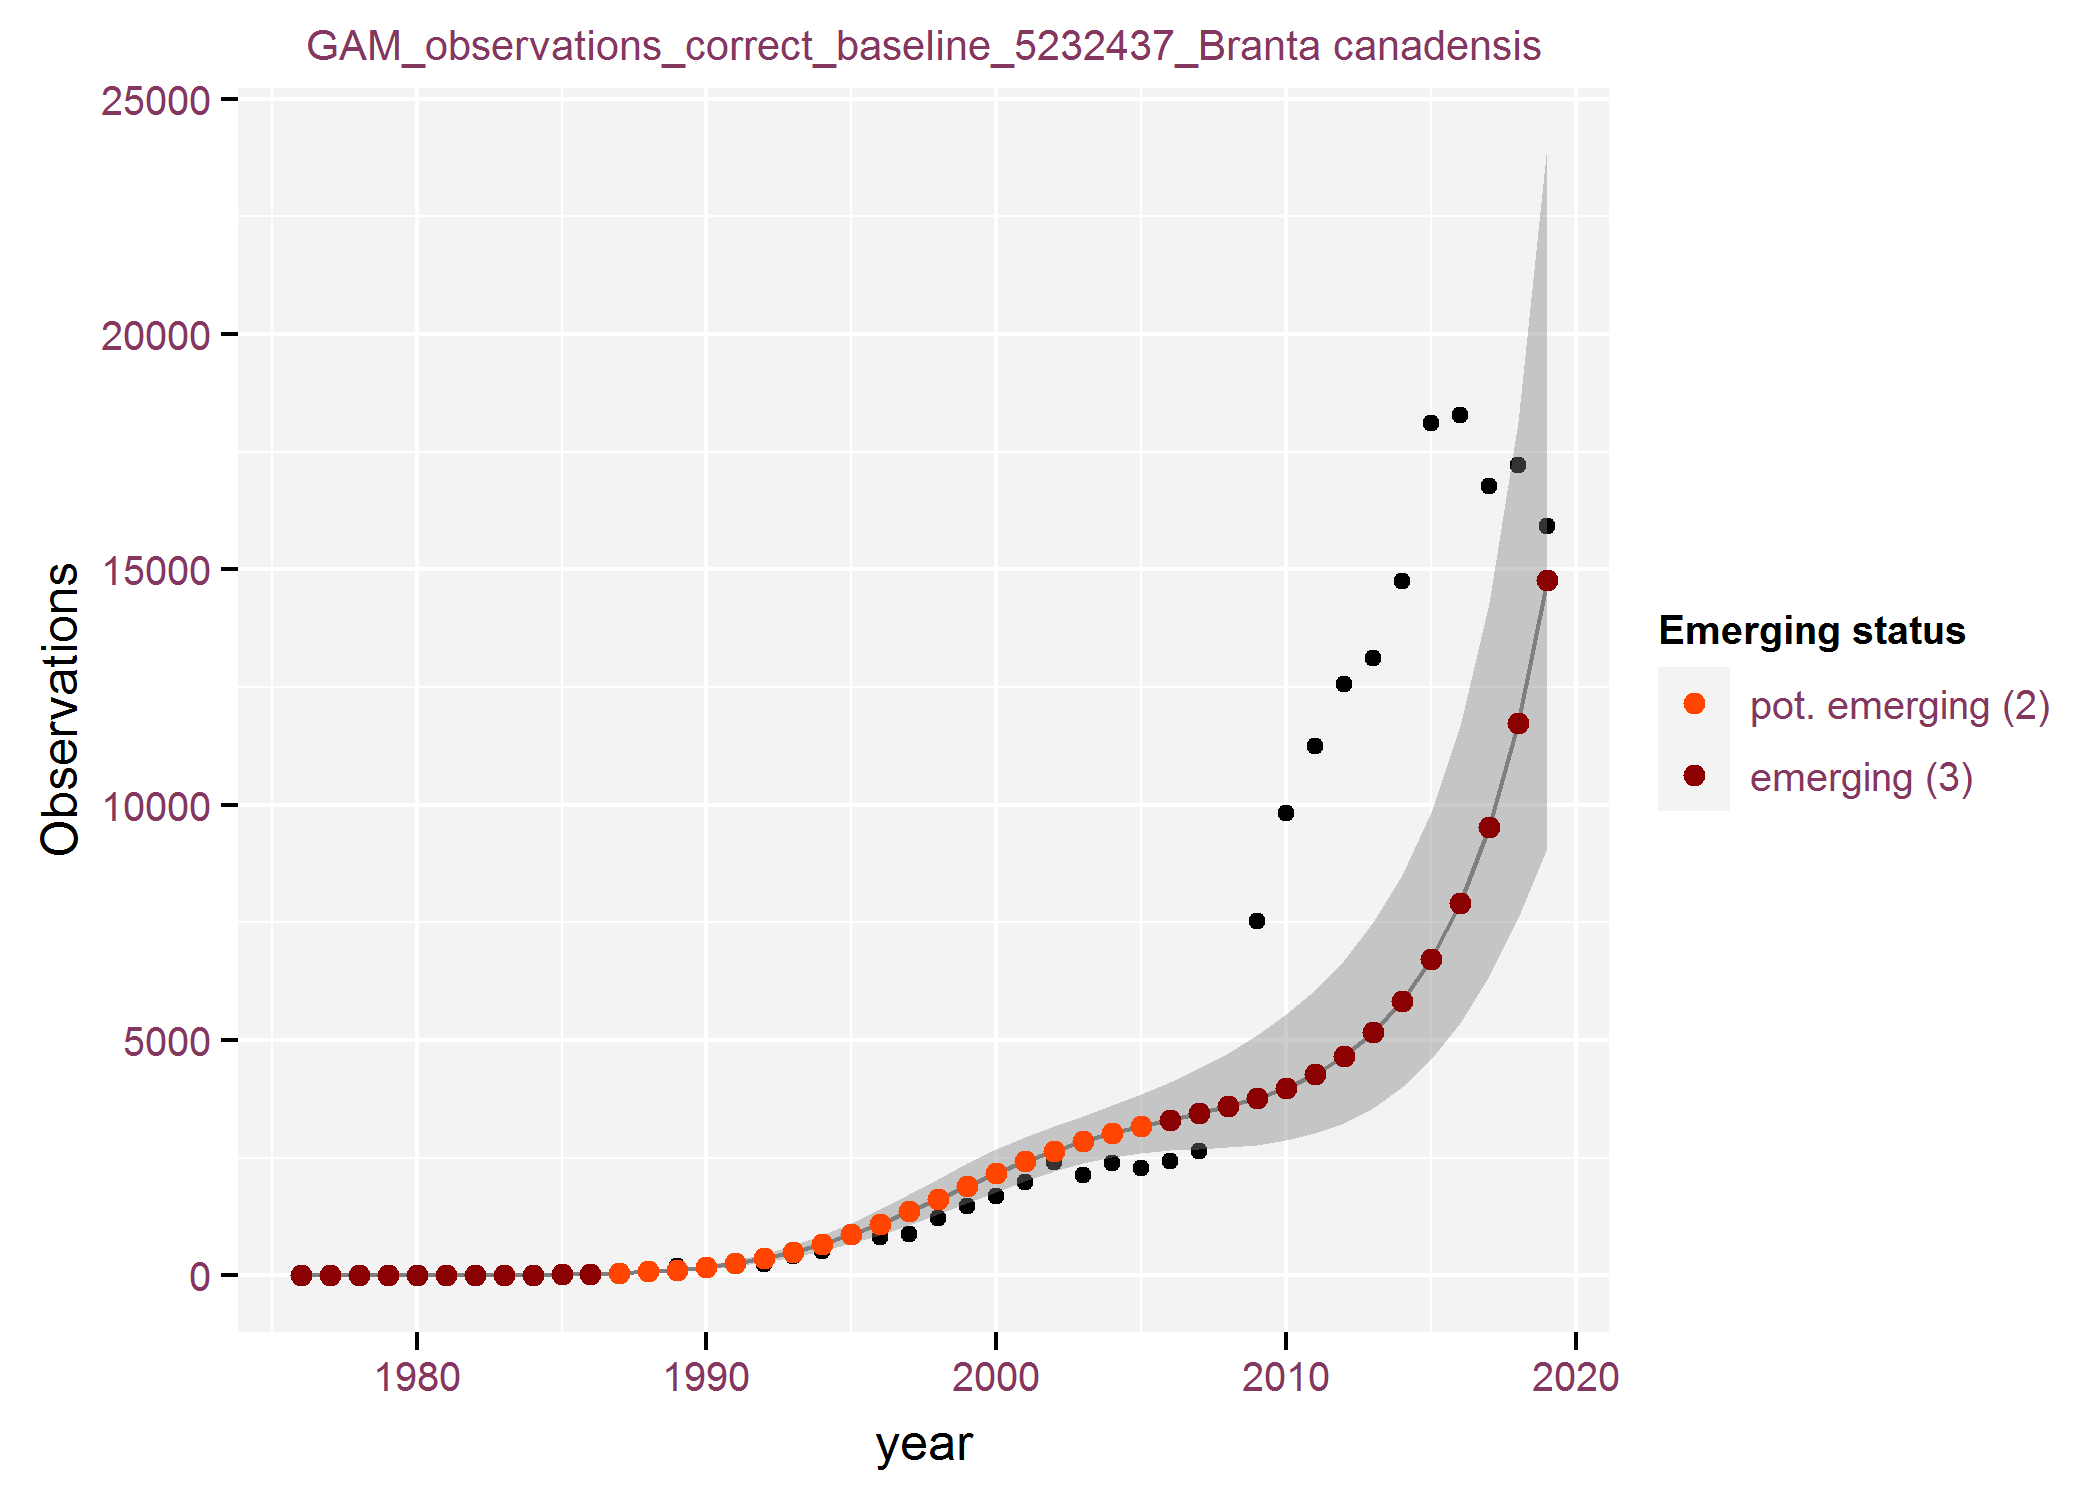 GAM_observations_correct_baseline_5232437_Branta canadensis
25000
20000
15000
10000
5000
0
Observations
1980 1990 2000 2010 2020
year
Emerging status
pot. emerging (2)
emerging (3)